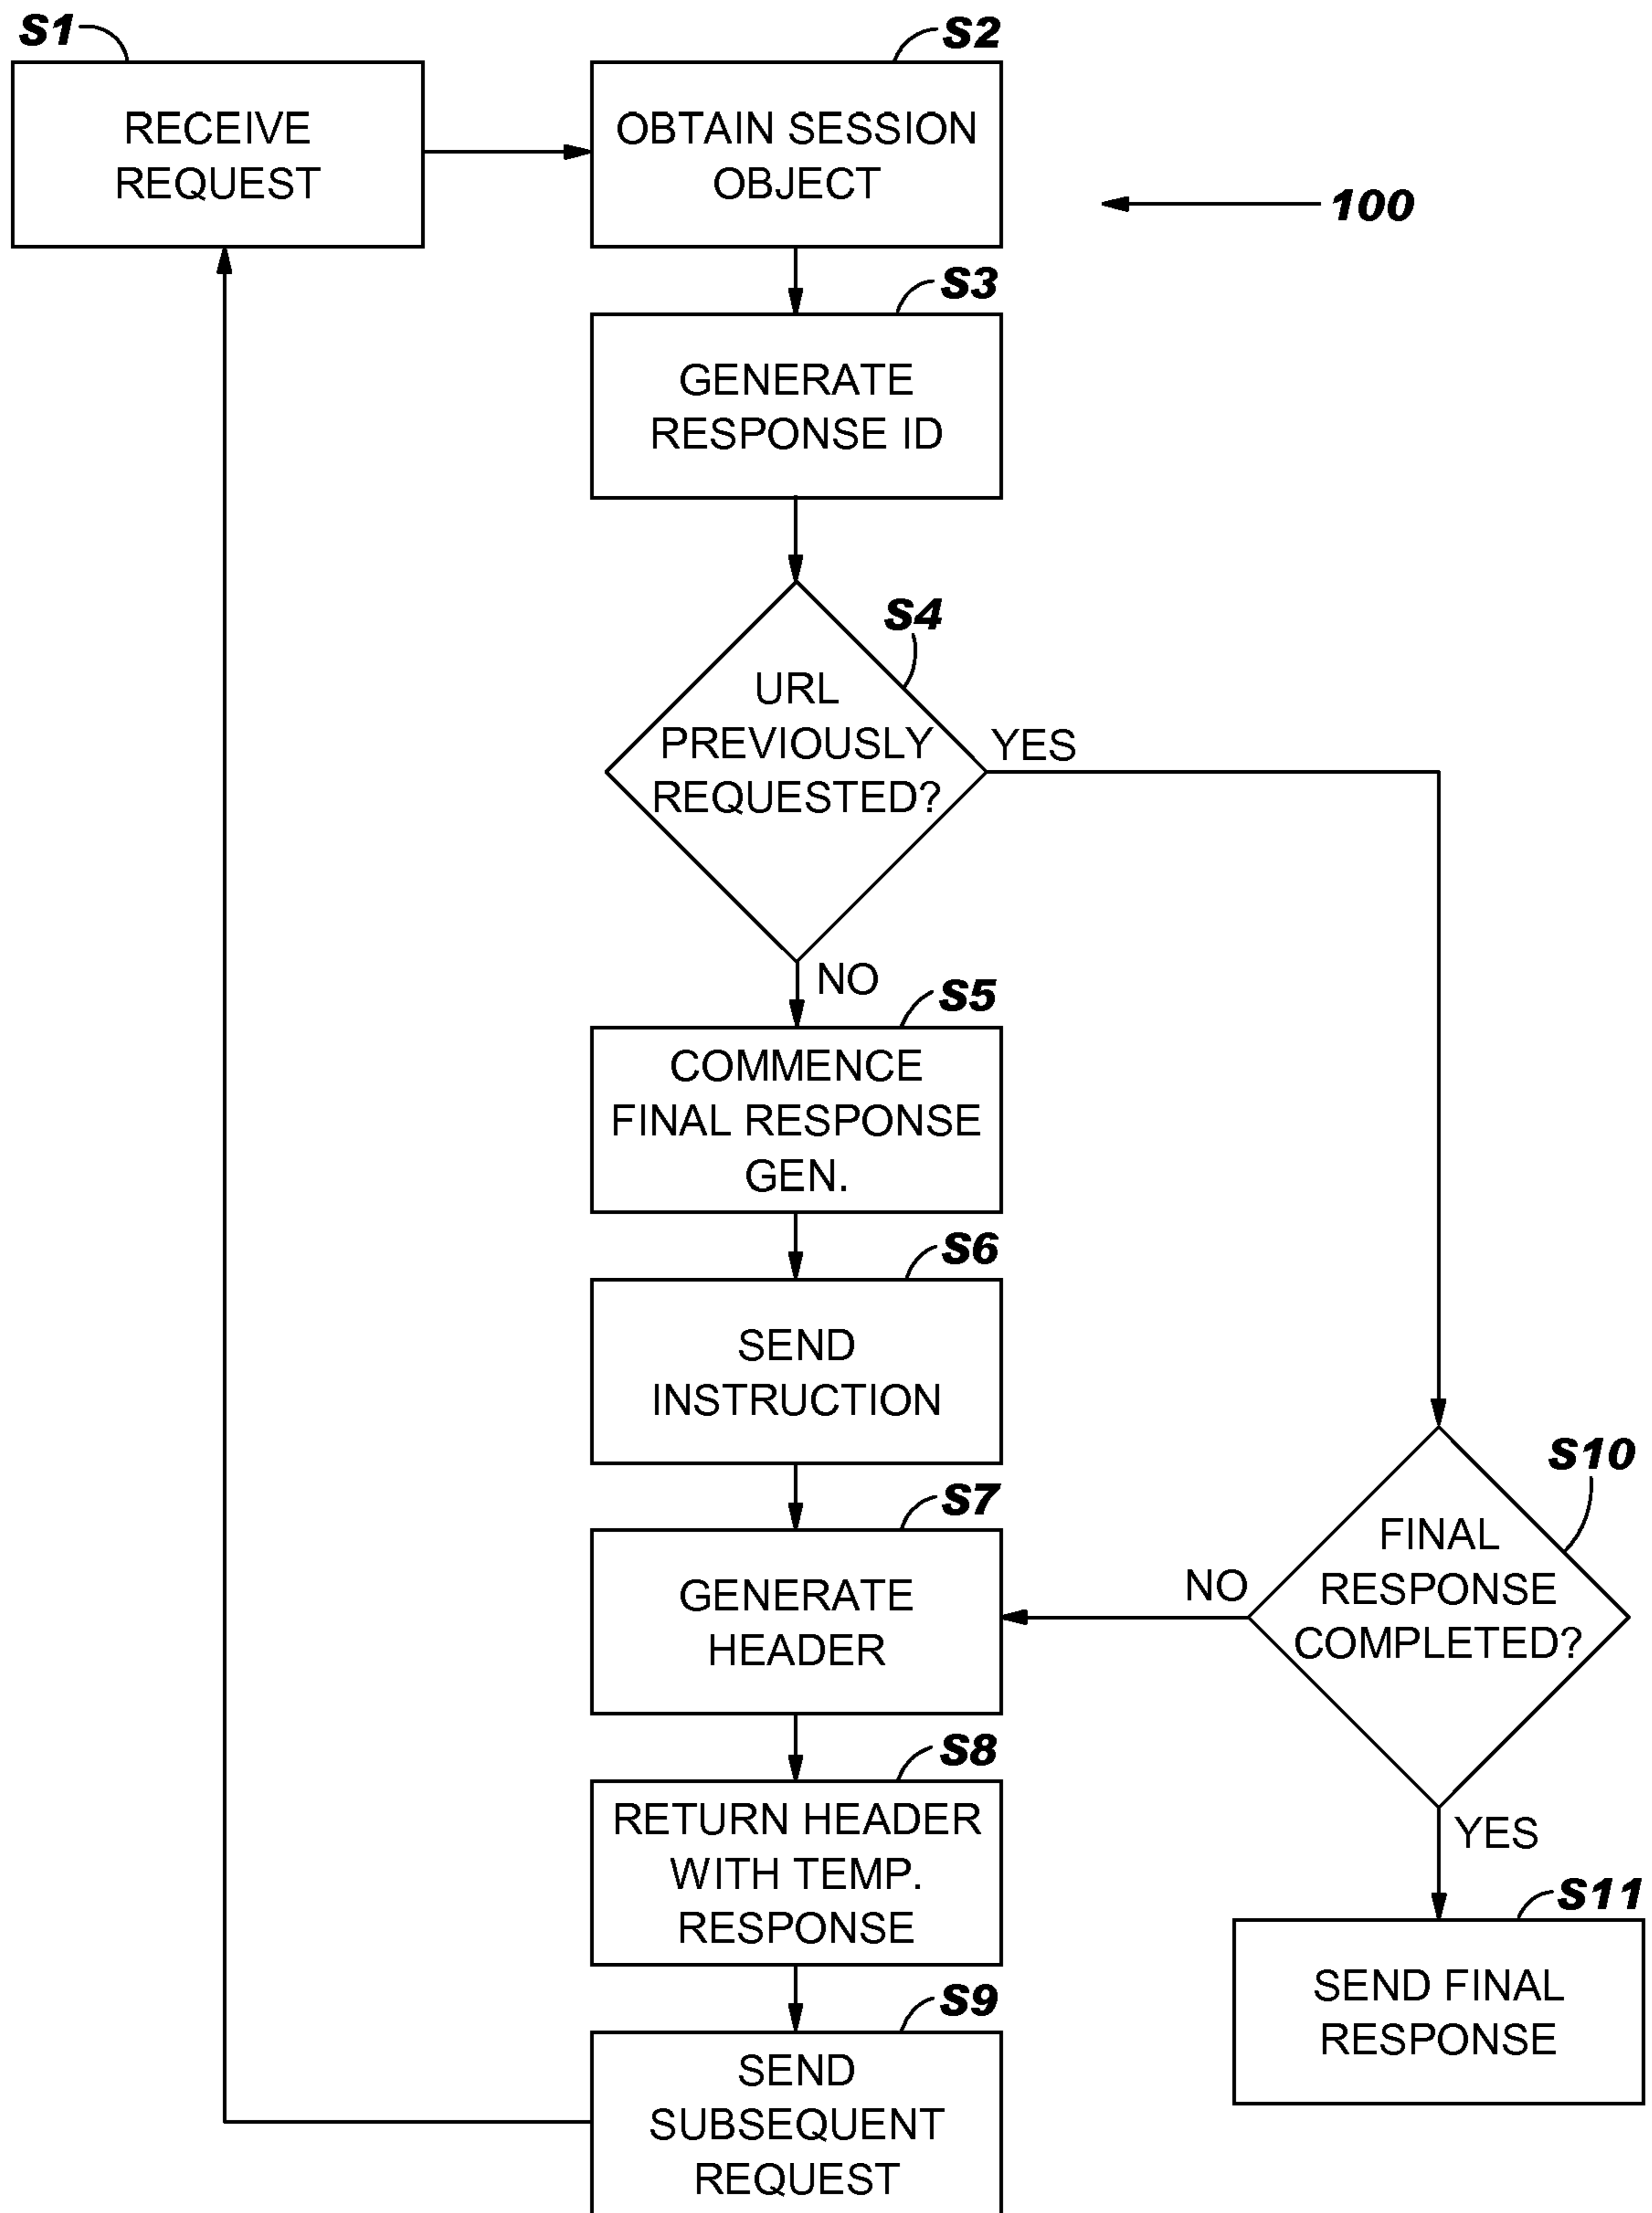 S1
RECEIVE
REQUEST
S2
OBTAIN SESSION
OBJECT
100
S3
GENERATE
RESPONSE ID
S4
URL
PREVIOUSLY
REQUESTED?
YES
NO
S5
COMMENCE
FINAL RESPONSE
GEN.
S6
SEND
INSTRUCTION
S7
GENERATE
HEADER
S10
FINAL
RESPONSE
COMPLETED?
NO
YES
S8
RETURN HEADER
WITH TEMP.
RESPONSE
S11
SEND FINAL
RESPONSE
S9
SEND
SUBSEQUENT
REQUEST